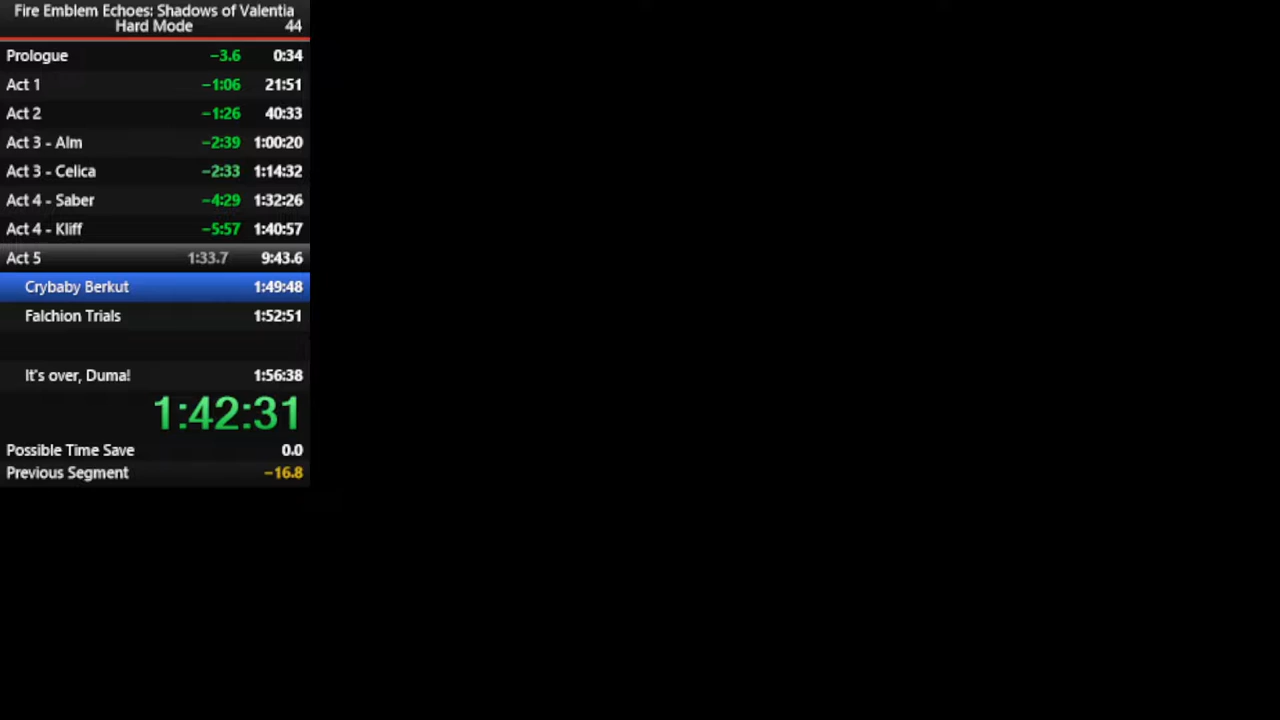 Fire Emblem Echoes: Shadows of Valentia
Hard Mode 44
Prologue −3.6 0:34
Act 1 −1:06 21:51
Act 2 −1:26 40:33
Act 3 - Alm −2:39 1:00:20
Act 3 - Celica −2:33 1:14:32
Act 4 - Saber −4:29 1:32:26
Act 4 - Kliff −5:57 1:40:57
Act 5 1:33.7 9:43.6
Crybaby Berkut 1:49:48
Falchion Trials 1:52:51
It's over, Duma! 1:56:38
1:42:31
Possible Time Save 0.0
Previous Segment −16.8